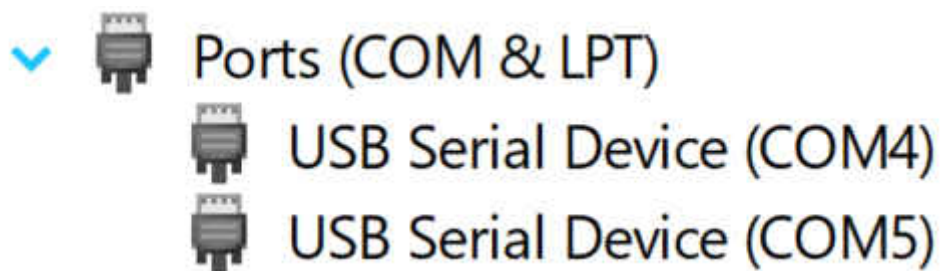 Ports (COM & LPT)
USB Serial Device (COM4)
USB Serial Device (COM5)